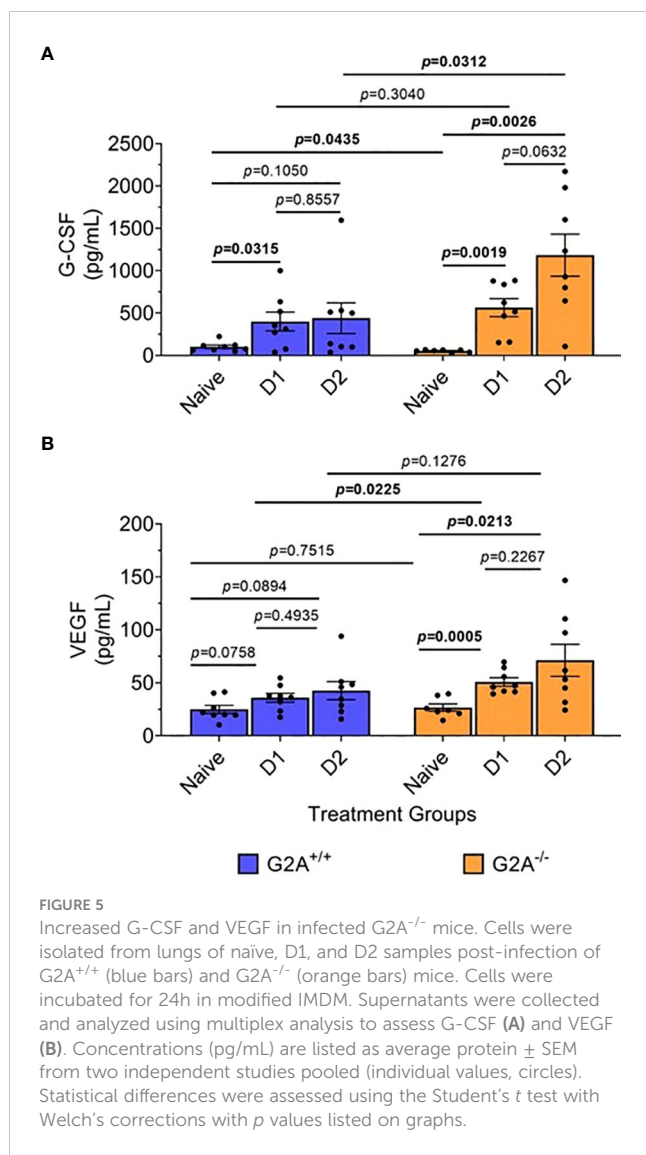 A
p=0.0312
p=0.3040
p=0.0026
p=0.0435
p=0.0632
p=0.1050
p=0.8557
p=0.0315
p=0.0019
G-CSF
(pg/mL)
2500
2000
1500
1000
500
0
Naive
D1
D2
Naive
D1
D2
B
p=0.1276
p=0.0225
p=0.0213
p=0.7515
p=0.2267
p=0.0894
p=0.4935
p=0.0758
p=0.0005
VEGF
(pg/mL)
200
150
100
50
0
Naive
D1
D2
Naive
D1
D2
Treatment Groups
G2A+/+
G2A-/-
FIGURE 5
Increased G-CSF and VEGF in infected G2A-/- mice. Cells were
isolated from lungs of naïve, D1, and D2 samples post-infection of
G2A+/+ (blue bars) and G2A-/- (orange bars) mice. Cells were
incubated for 24h in modified IMDM. Supernatants were collected
and analyzed using multiplex analysis to assess G-CSF (A) and VEGF
(B). Concentrations (pg/mL) are listed as average protein ± SEM
from two independent studies pooled (individual values, circles).
Statistical differences were assessed using the Student's t test with
Welch's corrections with p values listed on graphs.